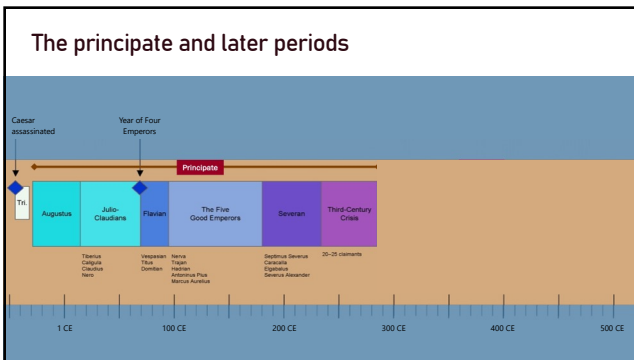 The principate and later periods
Caesar
assassinated
Year of Four
Emperors
Principate
Tri.
Augustus
Julio-
Claudians
Flavian
The Five
Good Emperors
Severan
Third-Century
Crisis
Tiberius
Caligula
Claudius
Nero
Vespasian
Titus
Domitian
Nerva
Trajan
Hadrian
Antoninus Pius
Marcus Aurelius
Septimus Severus
Caracalla
Elgabalus
Severus Alexander
20–25 claimants
1 CE
100 CE
200 CE
300 CE
400 CE
500 CE